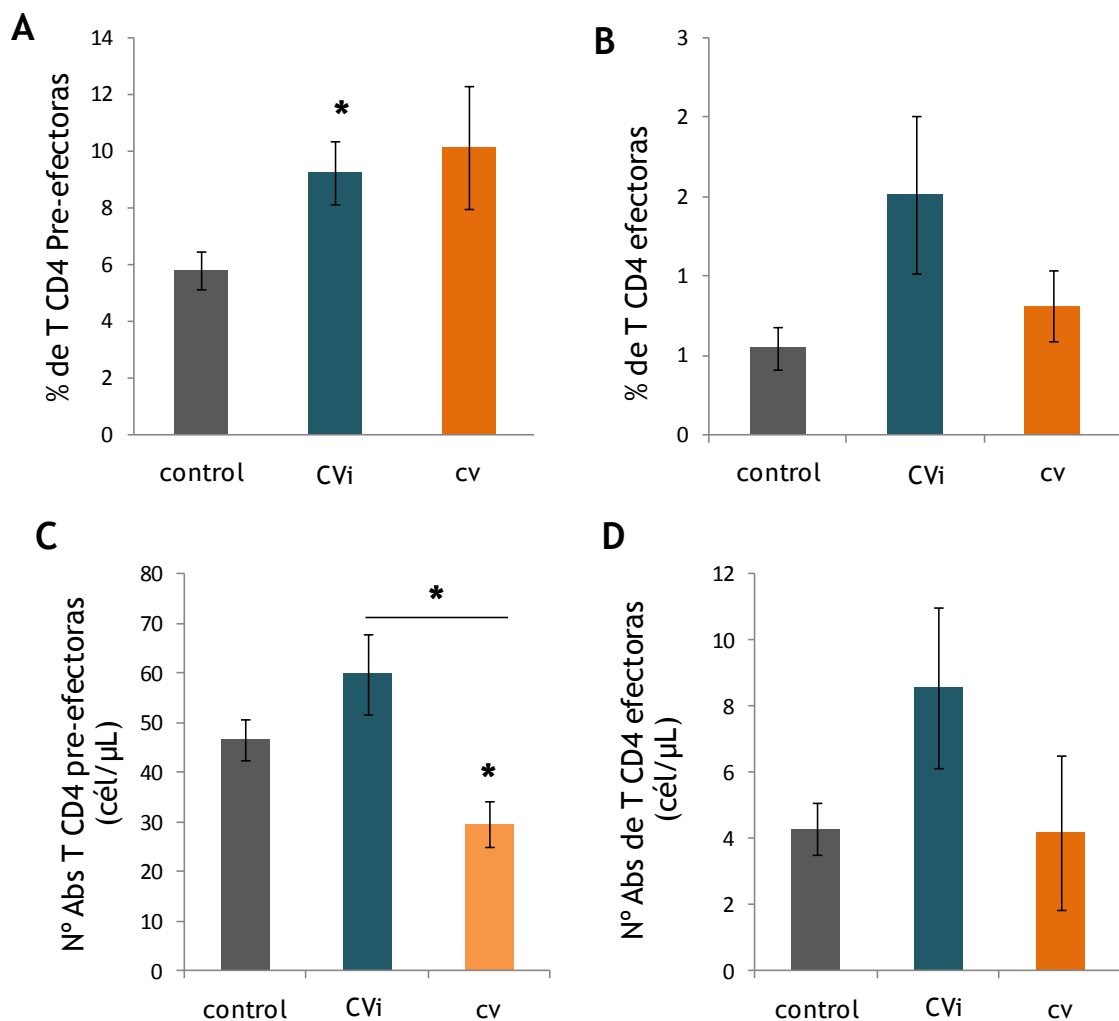 A
% de T CD4 Pre-efectoras
14
12
10
8
6
4
2
0
*
control
CVi
cv
B
% de T CD4 efectoras
3
2
2
1
1
0
control
CVi
cv
C
Nº Abs T CD4 pre-efectoras
(cél/µL)
80
70
60
50
40
30
20
10
0
*
*
control
CVi
cv
D
Nº Abs de T CD4 efectoras
(cél/µL)
12
10
8
6
4
2
0
control
CVi
cv